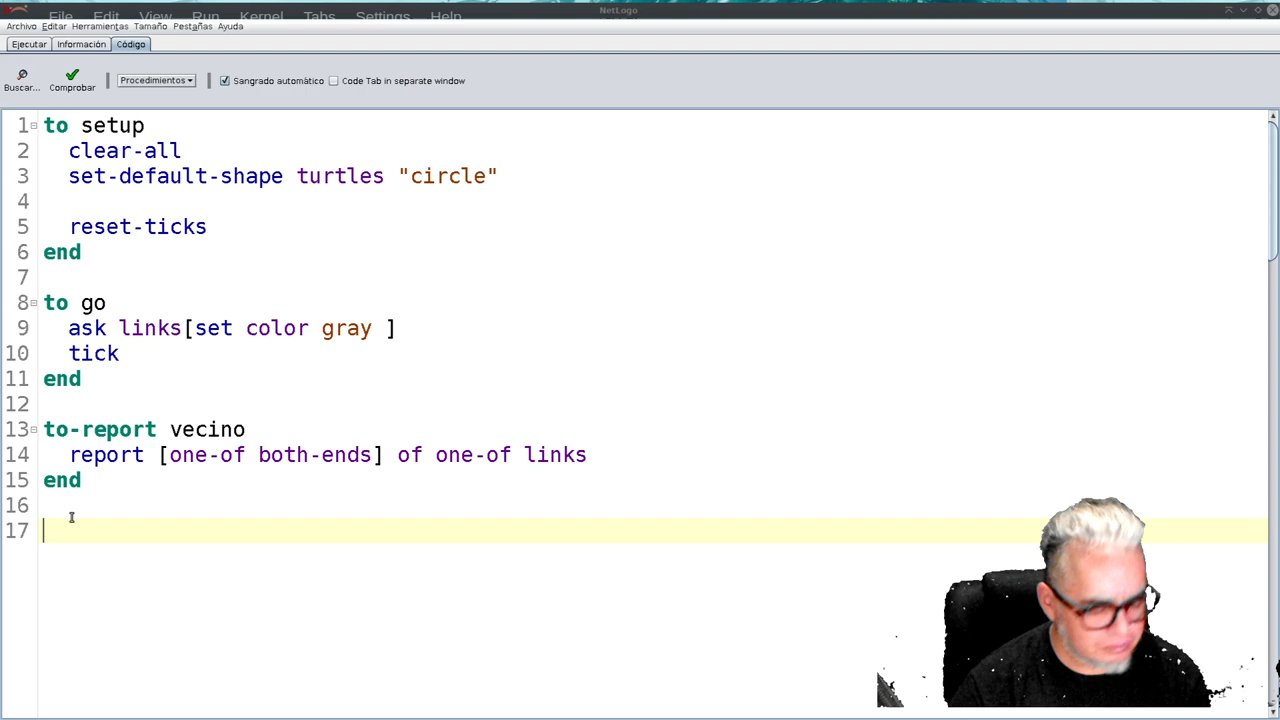 NetLogo
File Edit View Run Kernel Tabs Settings Help
Archivo Editar Herramientas Tamaño Pestañas Ayuda
Ejecutar Información Código
Buscar... Comprobar Procedimientos Sangrado automático Code Tab in separate window
1 to setup
2 clear-all
3 set-default-shape turtles "circle"
4
5 reset-ticks
6 end
7
8 to go
9 ask links[set color gray ]
10 tick
11 end
12
13 to-report vecino
14 report [one-of both-ends] of one-of links
15 end
16
17